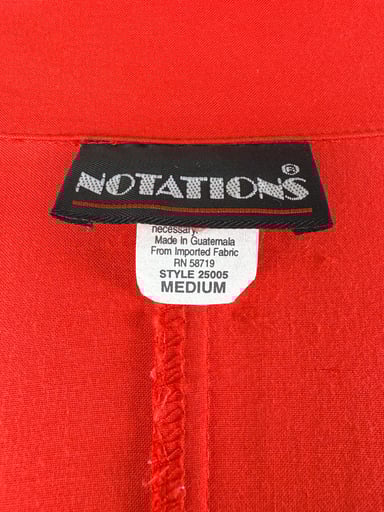 NOTATIONS®
necessary.
Made In Guatemala
From Imported Fabric
RN 58719
STYLE 25005
MEDIUM